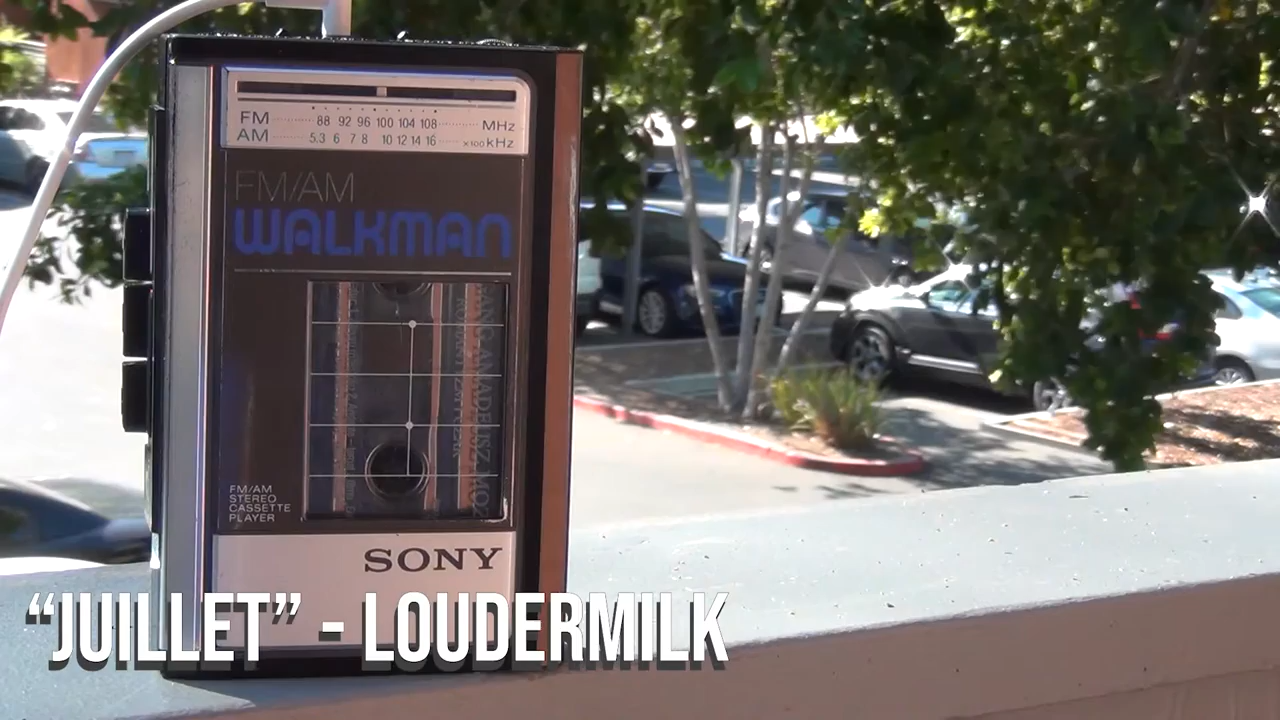 FM 88 92 96 100 104 108 MHz
AM 5.3 6 7 8 10 12 14 16 x100 kHz
FM/AM
WALKMAN
FM/AM
STEREO
CASSETTE
PLAYER
SONY
“JUILLET” - LOUDERMILK